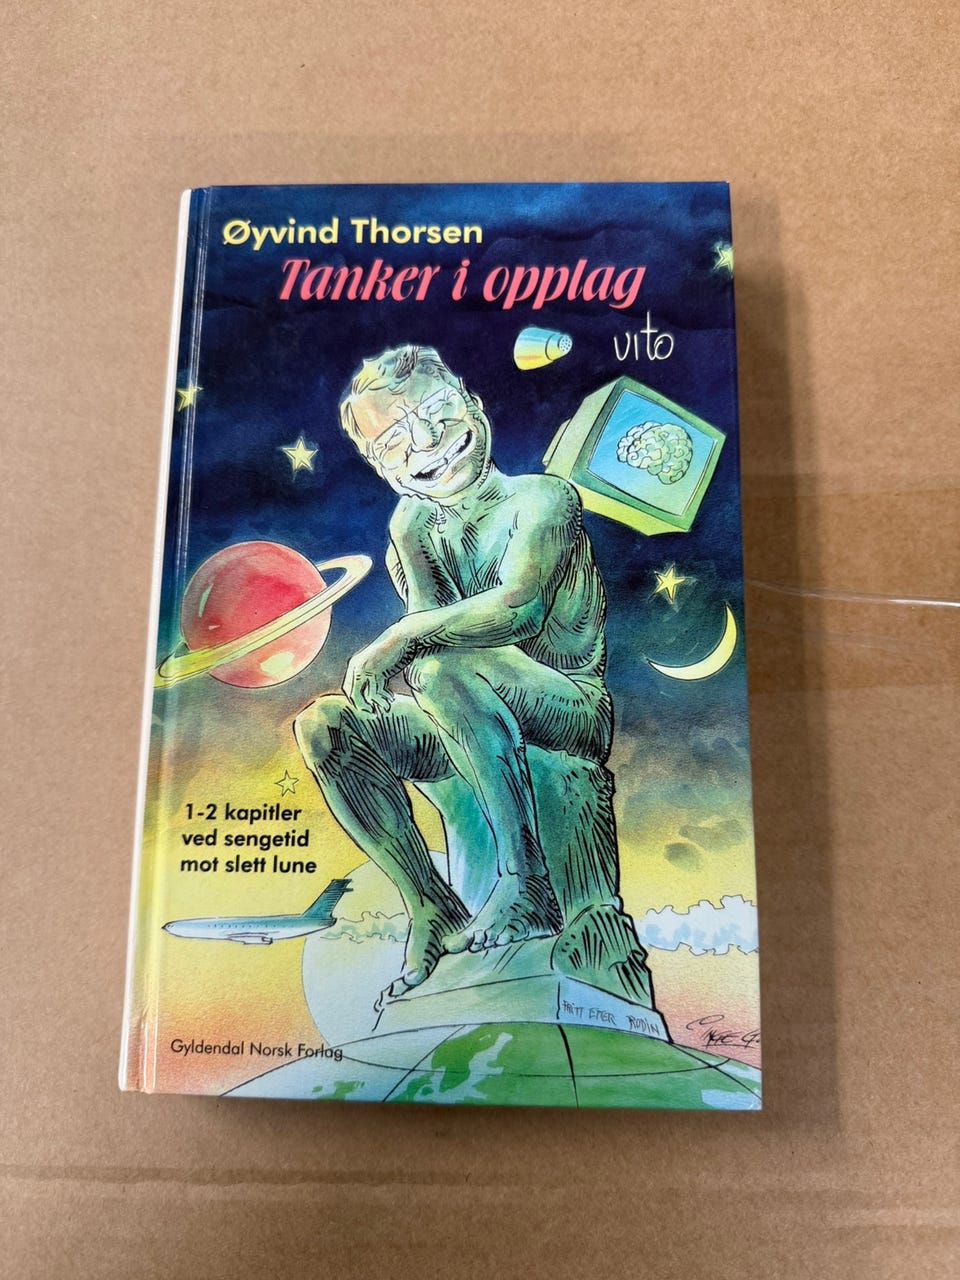 Øyvind Thorsen
Tanker i opplag
vito
1-2 kapitler
ved sengetid
mot slett lune
FRITT ETTER RODIN
Gyldendal Norsk Forlag